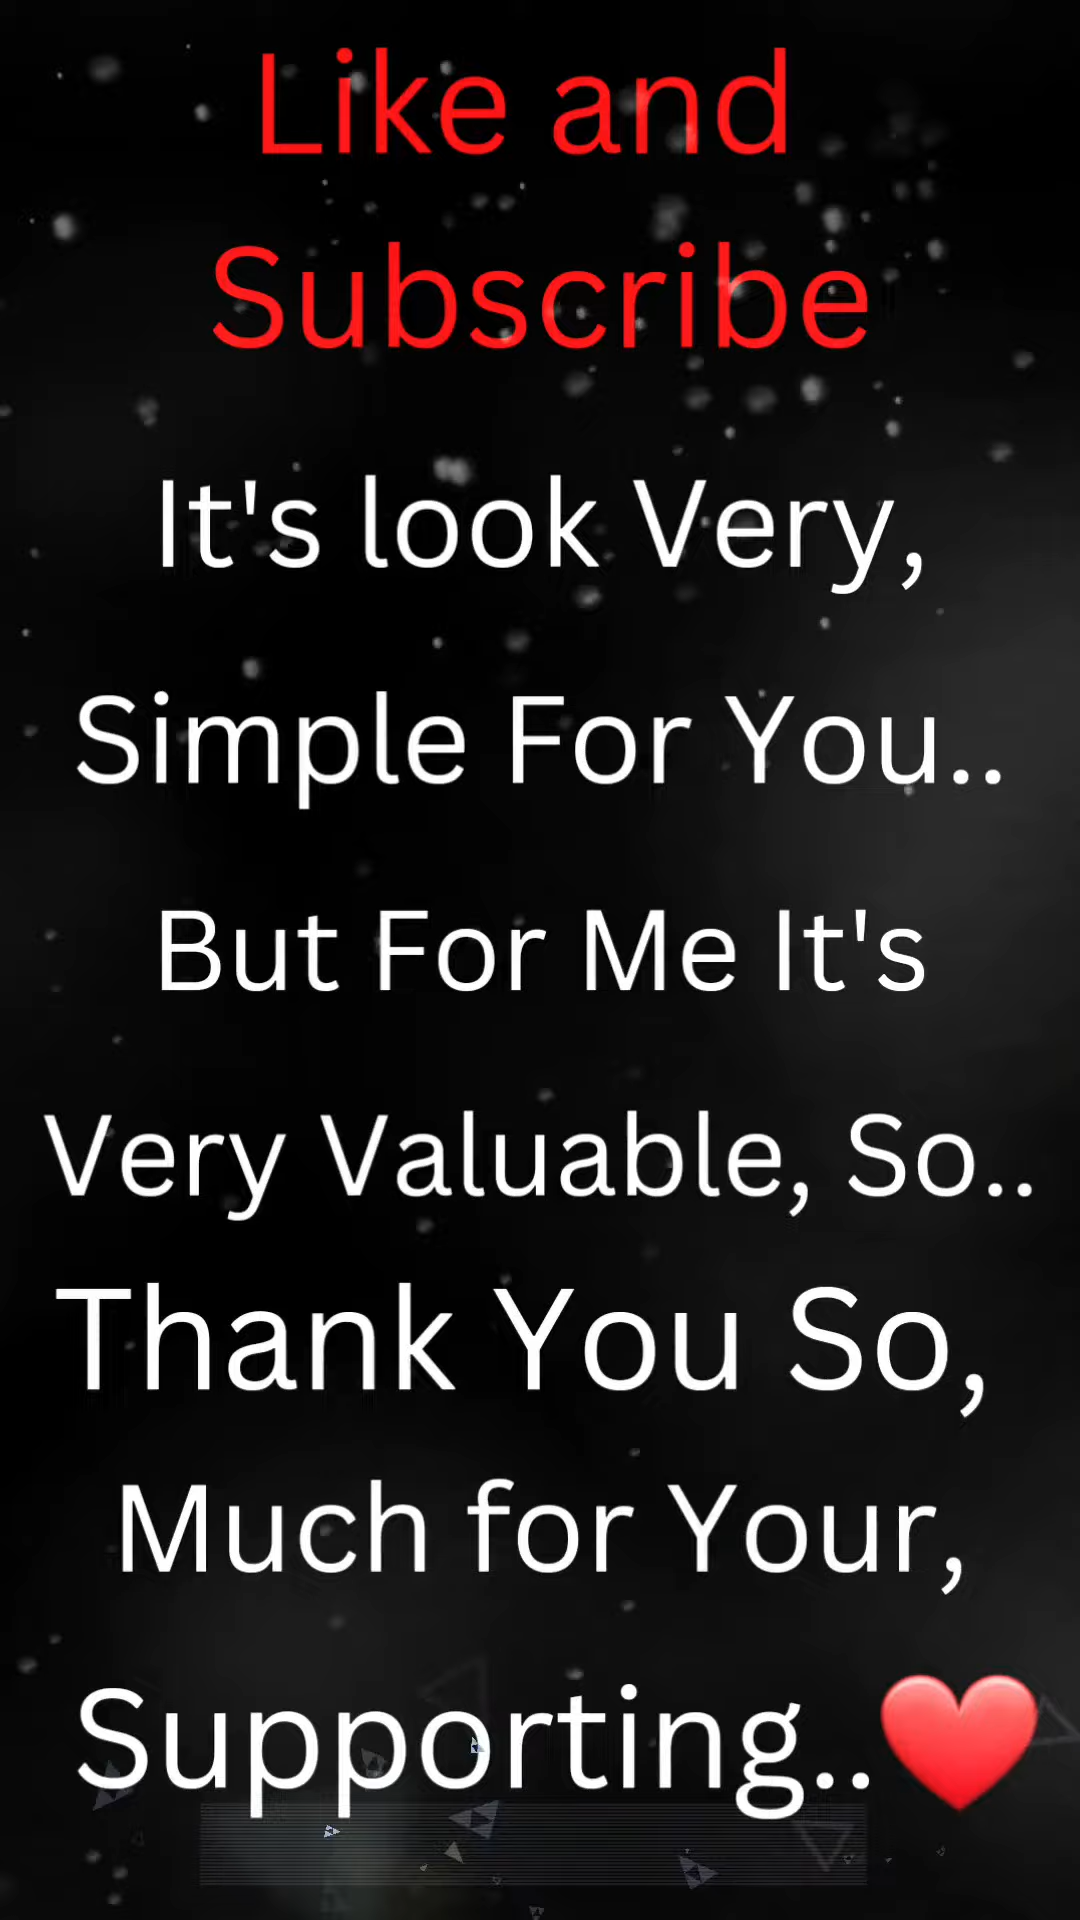 Like and
Subscribe
It's look Very,
Simple For You..
But For Me It's
Very Valuable, So..
Thank You So,
Much for Your,
Supporting..❤️